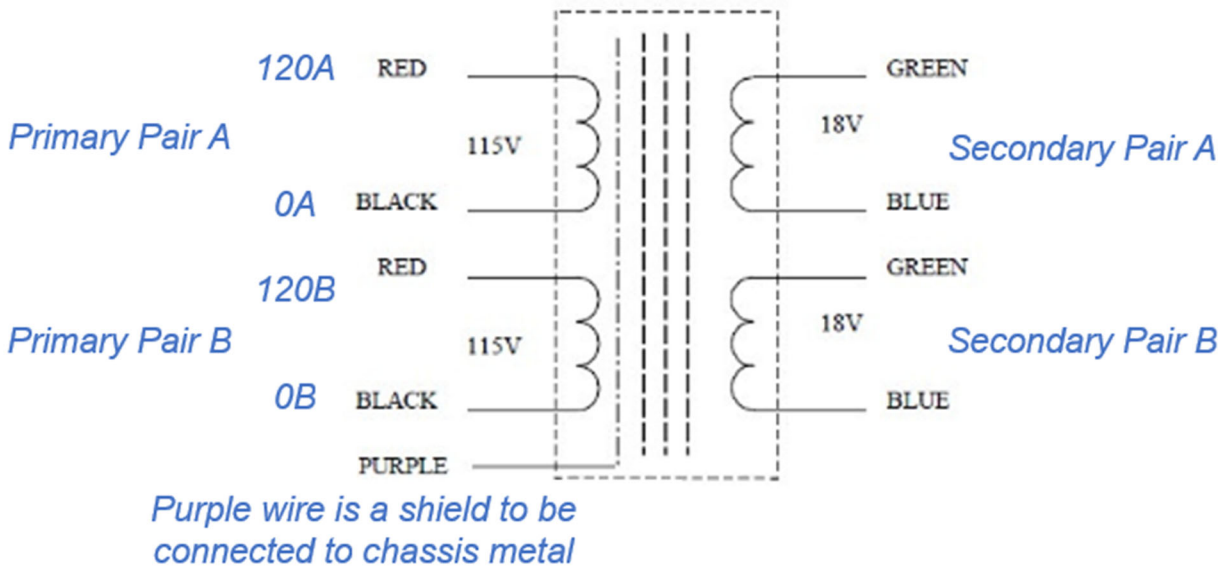 120A RED GREEN
Primary Pair A 115V 18V Secondary Pair A
0A BLACK BLUE
120B RED GREEN
Primary Pair B 115V 18V Secondary Pair B
0B BLACK BLUE
PURPLE
Purple wire is a shield to be
connected to chassis metal